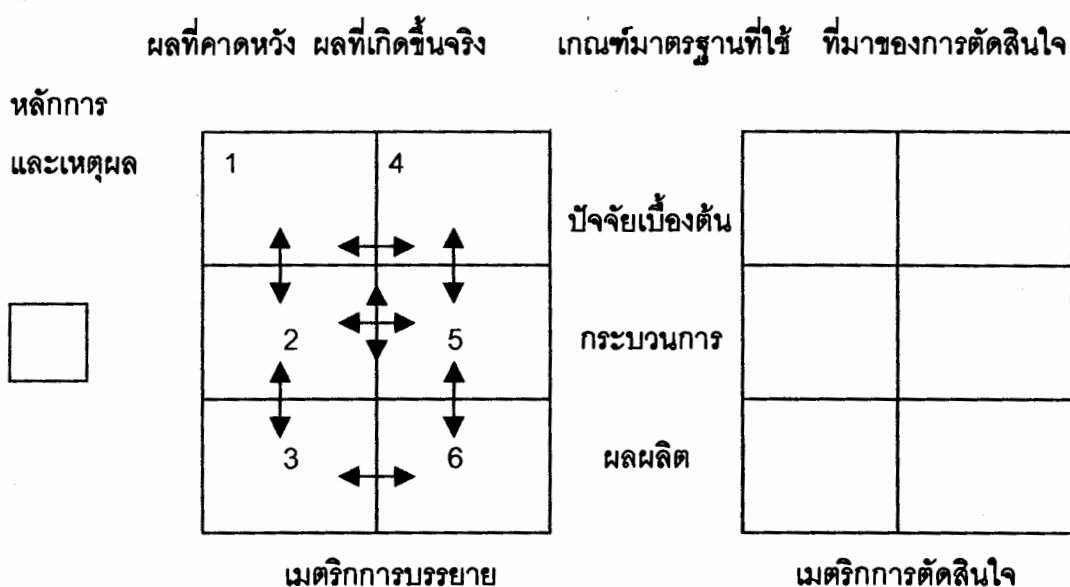 ผลที่คาดหวัง ผลที่เกิดขึ้นจริง เกณฑ์มาตรฐานที่ใช้ ที่มาของการตัดสินใจ
หลักการ
และเหตุผล
1 4
ปัจจัยเบื้องต้น
2 5 กระบวนการ
3 6 ผลผลิต
เมตริกการบรรยาย เมตริกการตัดสินใจ